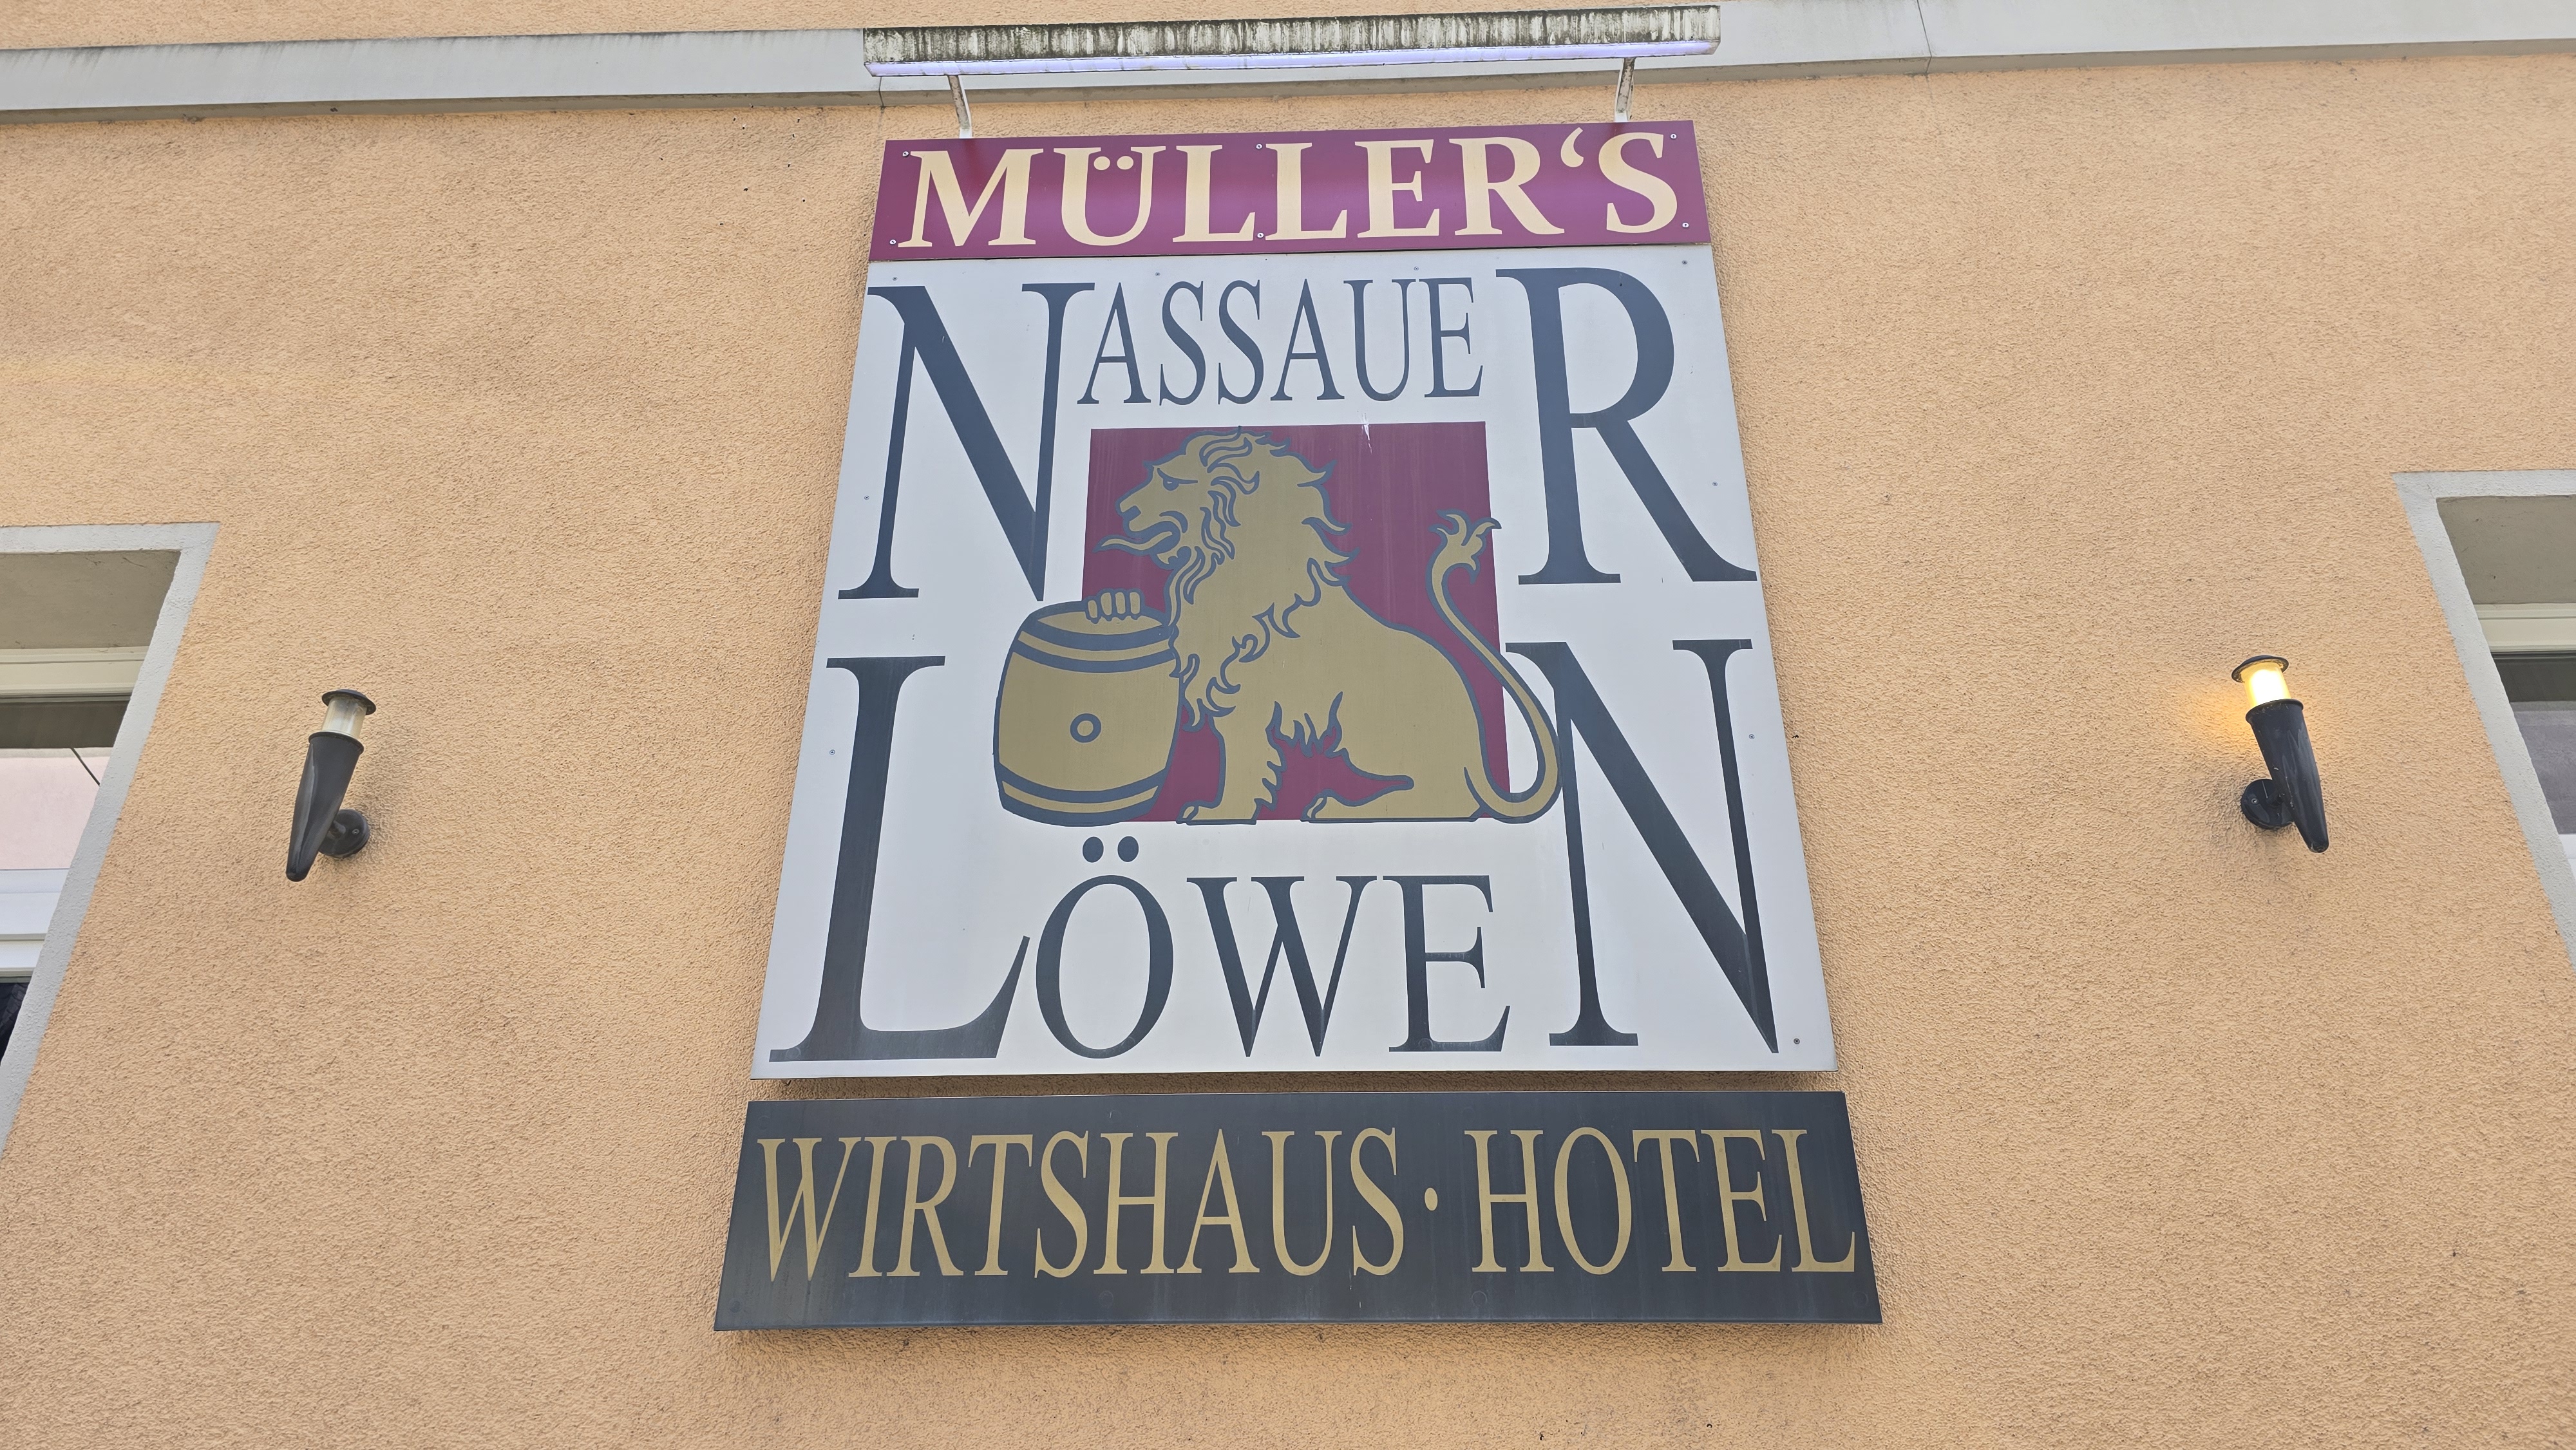 MÜLLER‘S
NASSAUER
LÖWEN
WIRTSHAUS · HOTEL